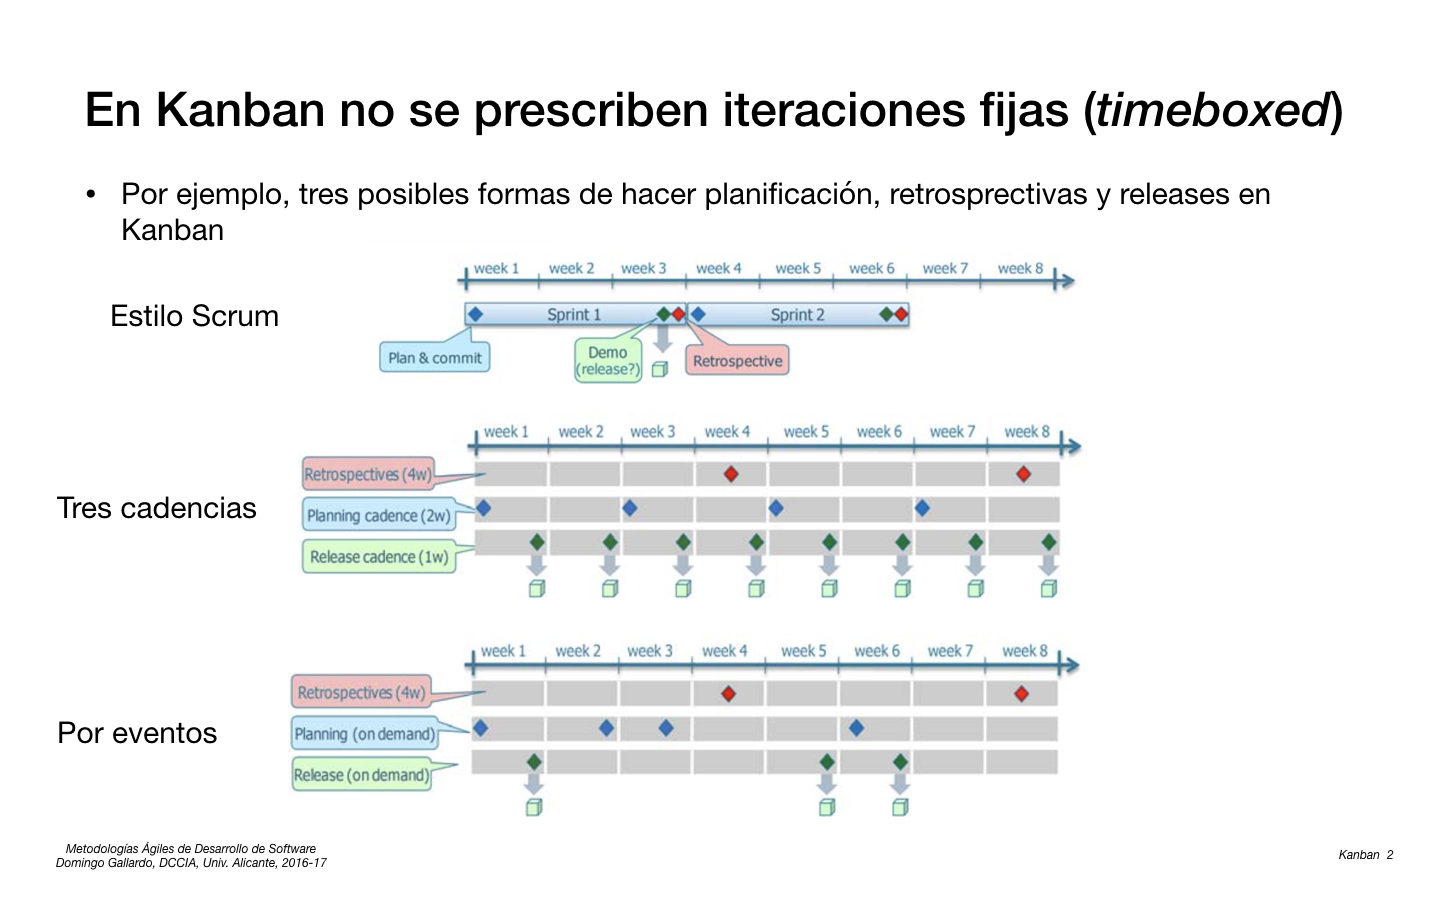 En Kanban no se prescriben iteraciones fijas (timeboxed)
• Por ejemplo, tres posibles formas de hacer planificación, retrosprectivas y releases en
Kanban
week 1 week 2 week 3 week 4 week 5 week 6 week 7 week 8
Estilo Scrum
Sprint 1 Sprint 2
Plan & commit
Demo
(release?)
Retrospective
week 1 week 2 week 3 week 4 week 5 week 6 week 7 week 8
Retrospectives (4w)
Tres cadencias
Planning cadence (2w)
Release cadence (1w)
week 1 week 2 week 3 week 4 week 5 week 6 week 7 week 8
Retrospectives (4w)
Por eventos
Planning (on demand)
Release (on demand)
Metodologías Ágiles de Desarrollo de Software
Domingo Gallardo, DCCIA, Univ. Alicante, 2016-17
Kanban 2